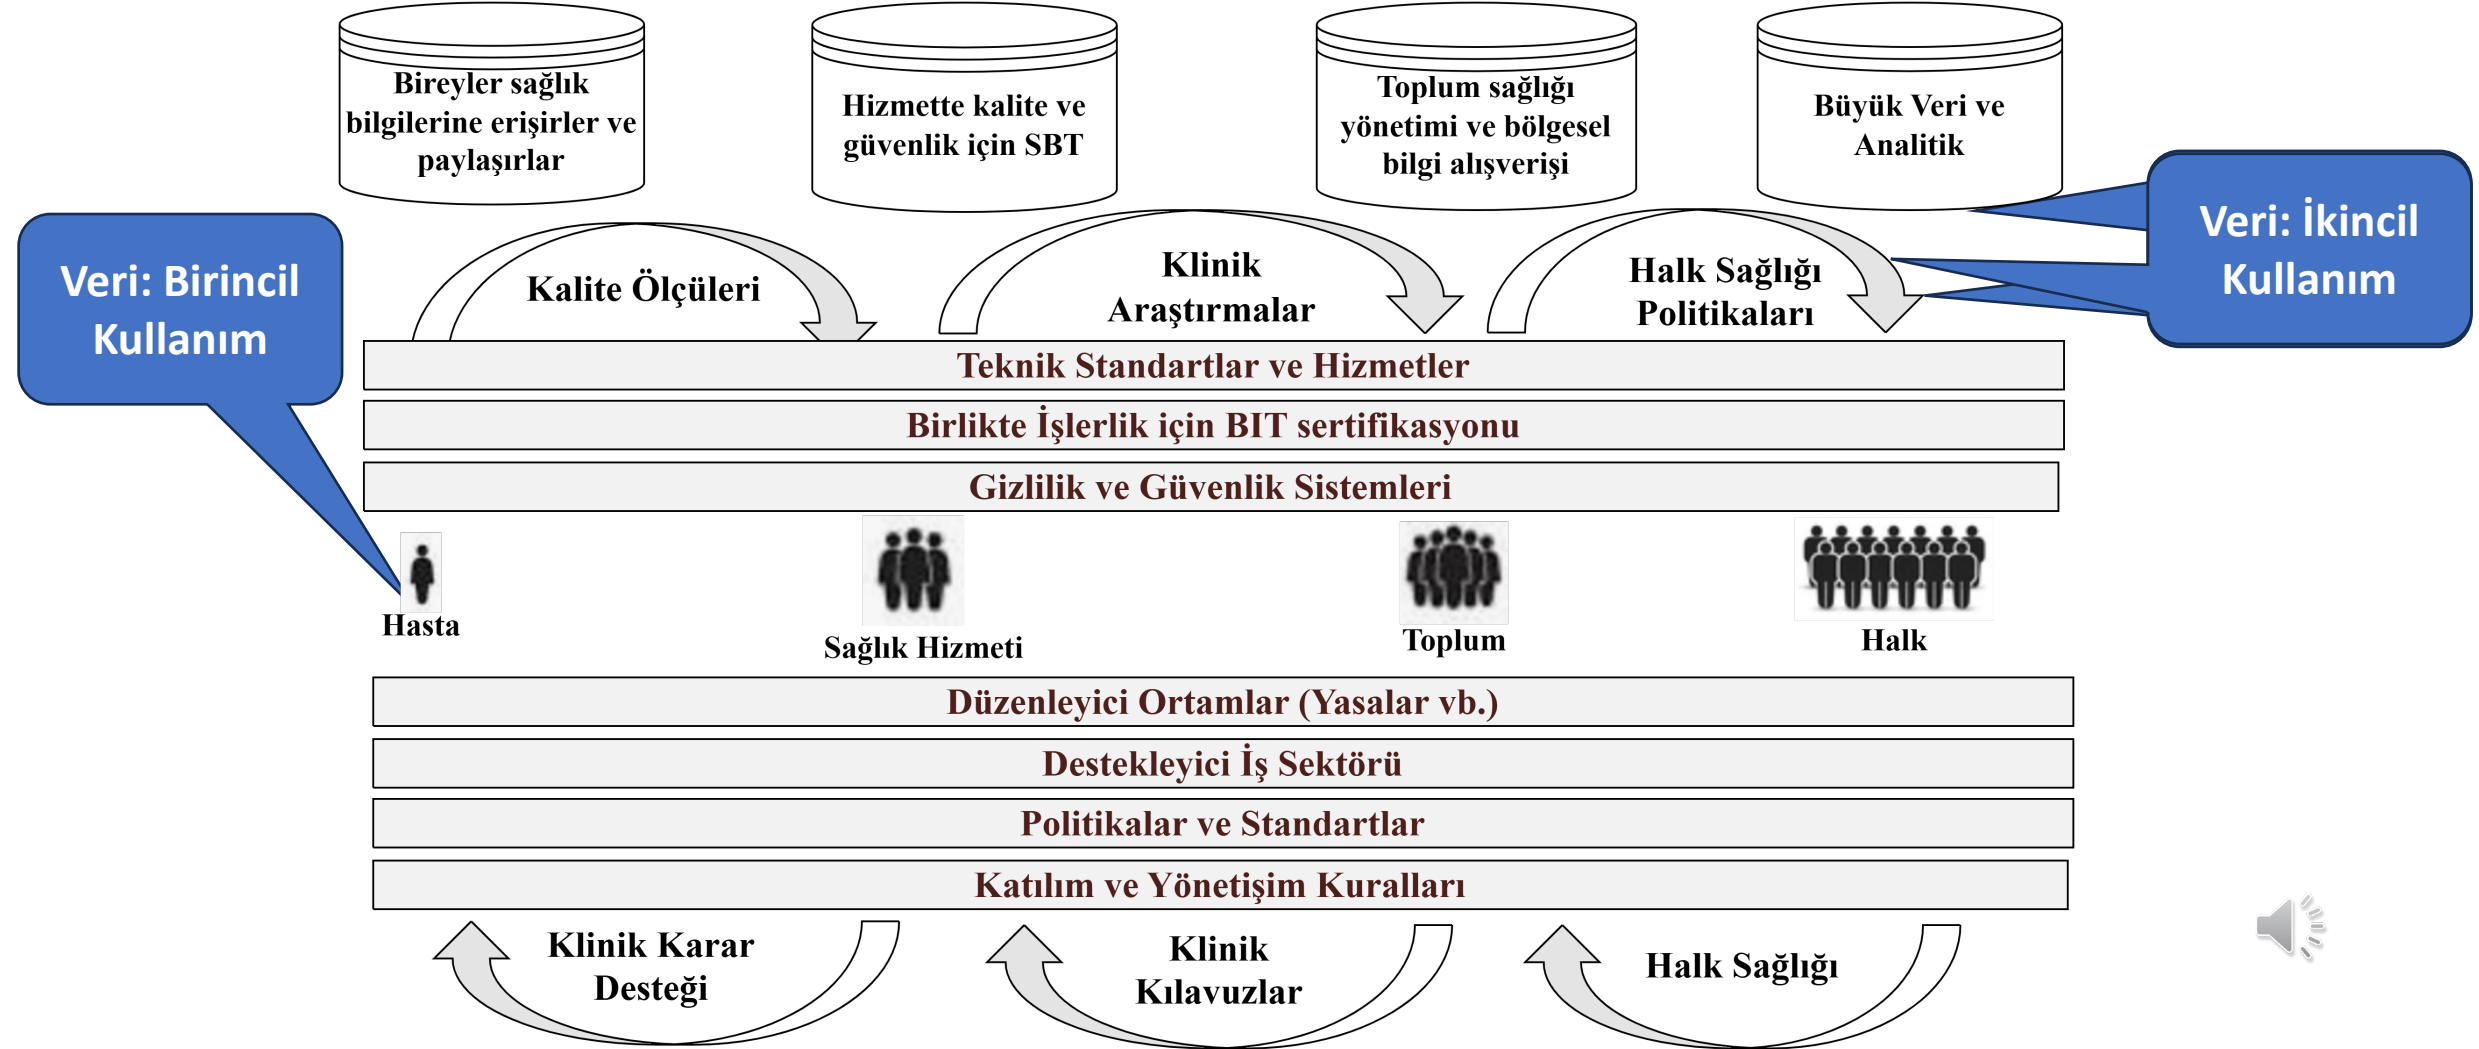 Bireyler sağlık
bilgilerine erişirler ve
paylaşırlar
Hizmette kalite ve
güvenlik için SBT
Toplum sağlığı
yönetimi ve bölgesel
bilgi alışverişi
Büyük Veri ve
Analitik
Veri: Birincil
Kullanım
Veri: İkincil
Kullanım
Kalite Ölçüleri
Klinik
Araştırmalar
Halk Sağlığı
Politikaları
Teknik Standartlar ve Hizmetler
Birlikte İşlerlik için BIT sertifikasyonu
Gizlilik ve Güvenlik Sistemleri
Hasta
Sağlık Hizmeti
Toplum
Halk
Düzenleyici Ortamlar (Yasalar vb.)
Destekleyici İş Sektörü
Politikalar ve Standartlar
Katılım ve Yönetişim Kuralları
Klinik Karar
Desteği
Klinik
Kılavuzlar
Halk Sağlığı